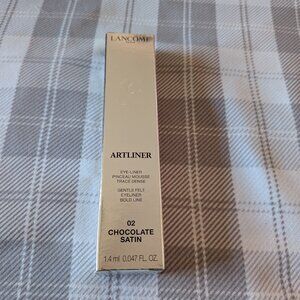 LANCÔME
ARTLINER
EYE-LINER
PINCEAU MOUSSE
TRACÉ DENSE
GENTLE FELT
EYELINER
BOLD LINE
02
CHOCOLATE
SATIN
1.4 ml 0.047 FL. OZ.